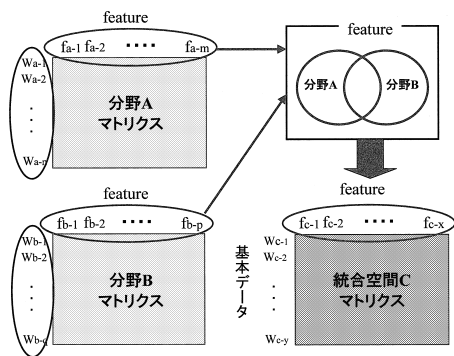 feature
fa-1 fa-2 ････ fa-m
Wa-1
Wa-2
Wa-n
分野A
マトリクス
feature
分野A
分野B
feature
fb-1 fb-2 ････ fb-p
Wb-1
Wb-2
Wb-q
分野B
マトリクス
feature
fc-1 fc-2 ････ fc-x
基本データ
Wc-1
Wc-2
Wc-y
統合空間C
マトリクス